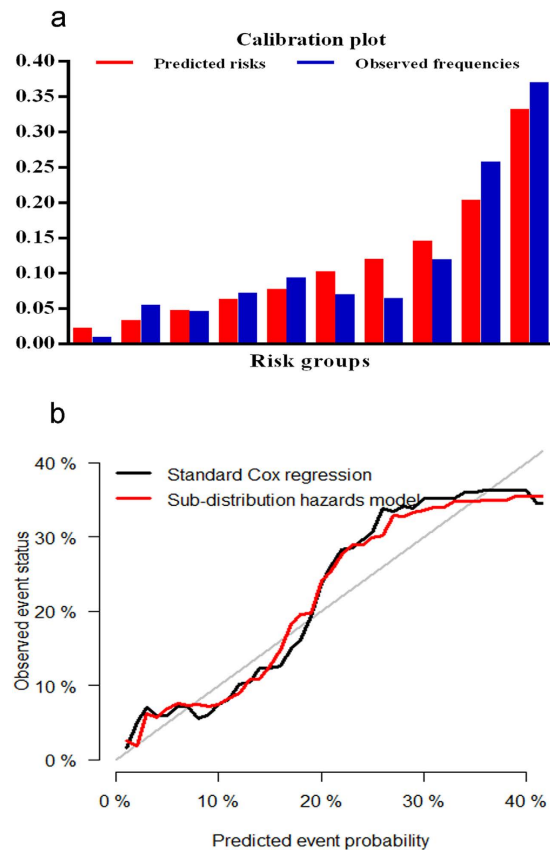 a
Calibration plot
Predicted risks Observed frequencies
0.40
0.35
0.30
0.25
0.20
0.15
0.10
0.05
0.00
Risk groups
b
Standard Cox regression
Sub-distribution hazards model
40 %
30 %
20 %
10 %
0 %
Observed event status
0 % 10 % 20 % 30 % 40 %
Predicted event probability